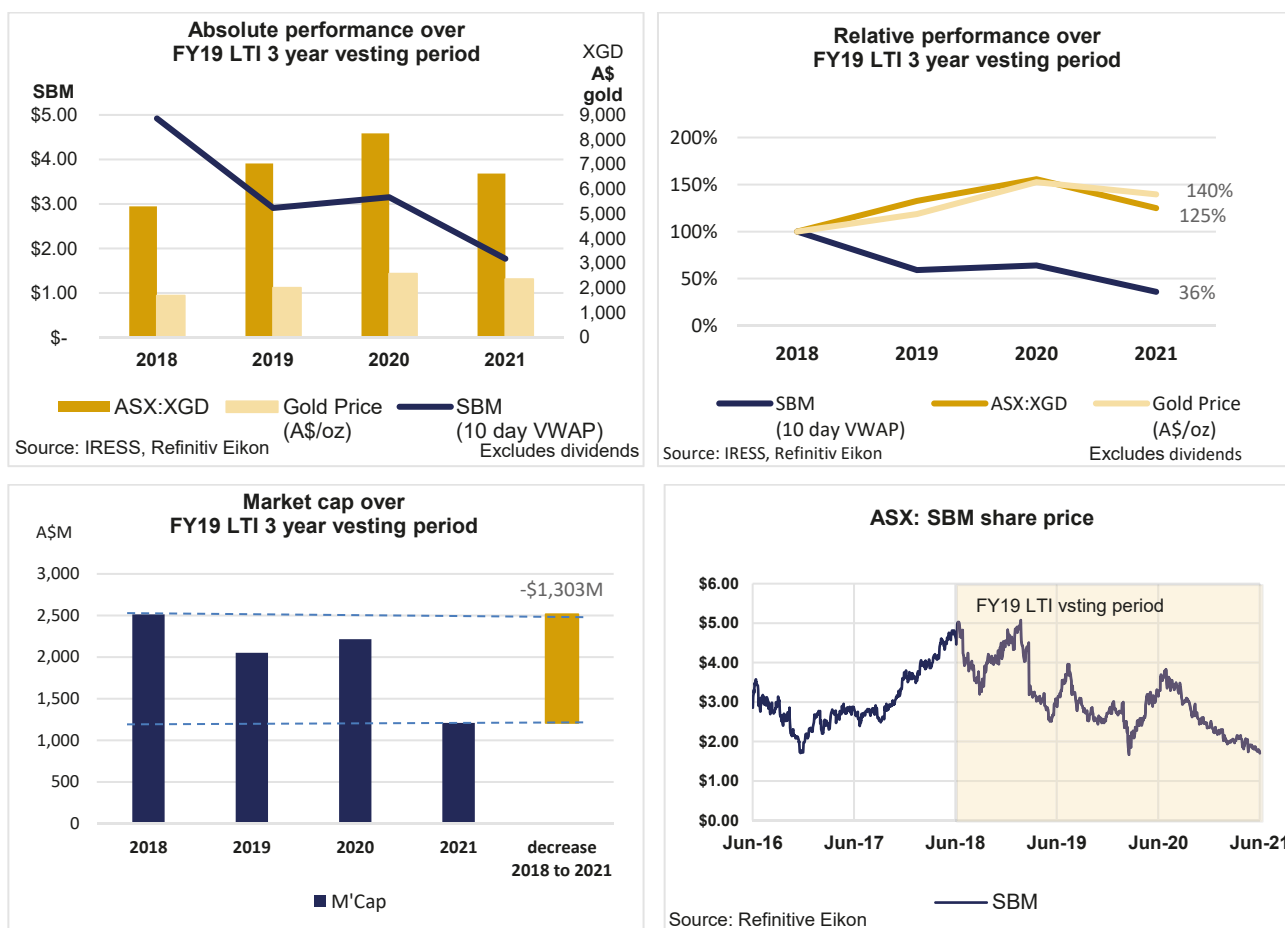 Absolute performance over
FY19 LTI 3 year vesting period
SBM
XGD
A$
gold
$5.00
$4.00
$3.00
$2.00
$1.00
$-
9,000
8,000
7,000
6,000
5,000
4,000
3,000
2,000
1,000
0
2018 2019 2020 2021
ASX:XGD Gold Price (A$/oz) SBM (10 day VWAP)
Source: IRESS, Refinitiv Eikon Excludes dividends
Relative performance over
FY19 LTI 3 year vesting period
200%
150%
100%
50%
0%
140%
125%
36%
2018 2019 2020 2021
SBM (10 day VWAP) ASX:XGD Gold Price (A$/oz)
Source: IRESS, Refinitiv Eikon Excludes dividends
Market cap over
FY19 LTI 3 year vesting period
A$M
3,000
2,500
2,000
1,500
1,000
500
0
-$1,303M
2018 2019 2020 2021 decrease
2018 to 2021
M'Cap
ASX: SBM share price
$6.00
$5.00
$4.00
$3.00
$2.00
$1.00
$0.00
FY19 LTI vsting period
Jun-16 Jun-17 Jun-18 Jun-19 Jun-20 Jun-21
SBM
Source: Refinitive Eikon